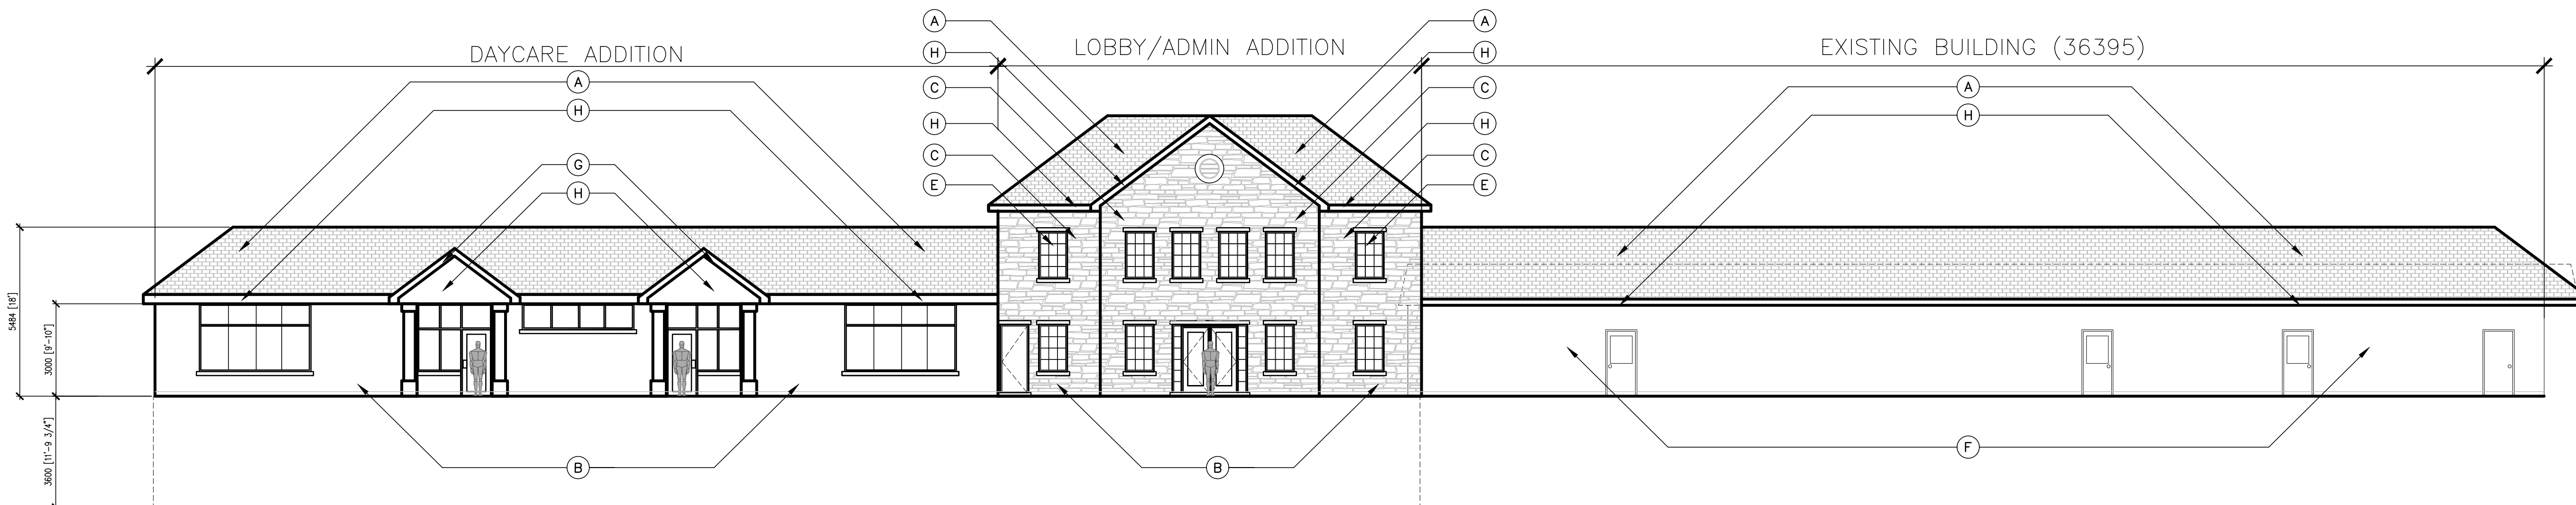 DAYCARE ADDITION
LOBBY/ADMIN ADDITION
EXISTING BUILDING (36395)
A
H
G
H
B
A
H
C
H
C
E
A
H
C
H
C
E
B
A
H
F
5484 [18']
3000 [9'-10"]
3600 [11'-9 3/4"]